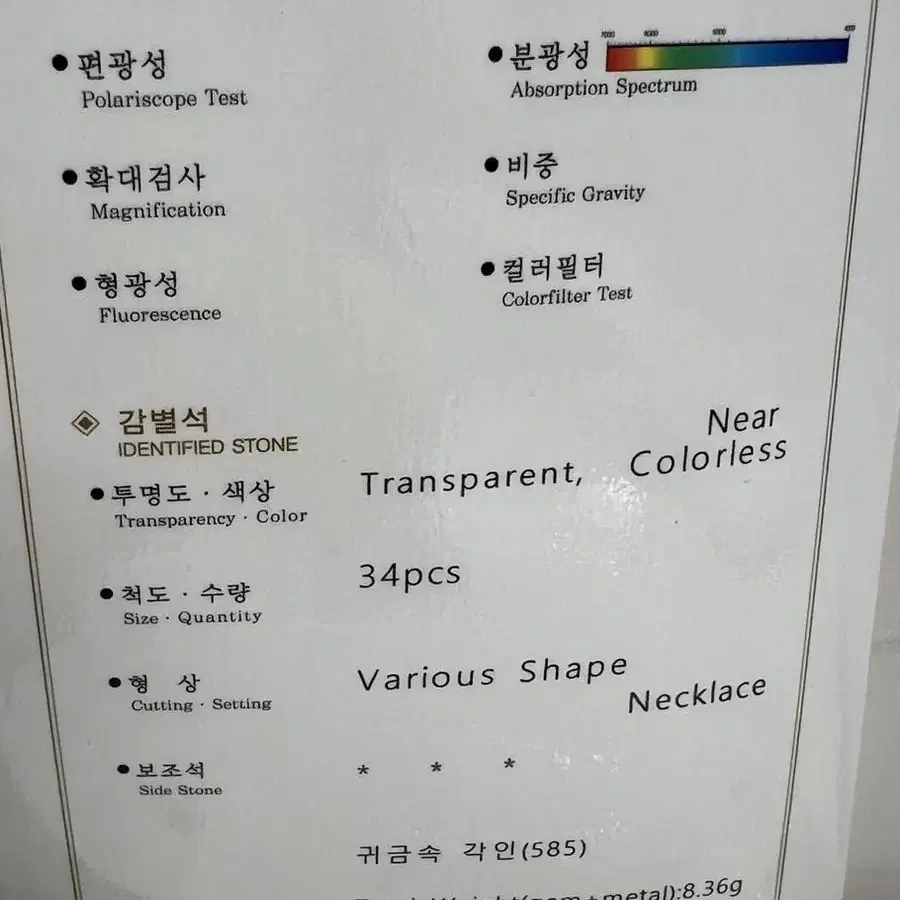 ● 편광성
Polariscope Test
● 분광성
Absorption Spectrum
● 확대검사
Magnification
● 비중
Specific Gravity
● 형광성
Fluorescence
● 컬러필터
Colorfilter Test
감별석
IDENTIFIED STONE
● 투명도 · 색상
Transparency · Color
Transparent, Near Colorless
● 척도 · 수량
Size · Quantity
34pcs
● 형 상
Cutting · Setting
Various Shape
Necklace
● 보조석
Side Stone
* * *
귀금속 각인(585)
(gem+metal):8.36g